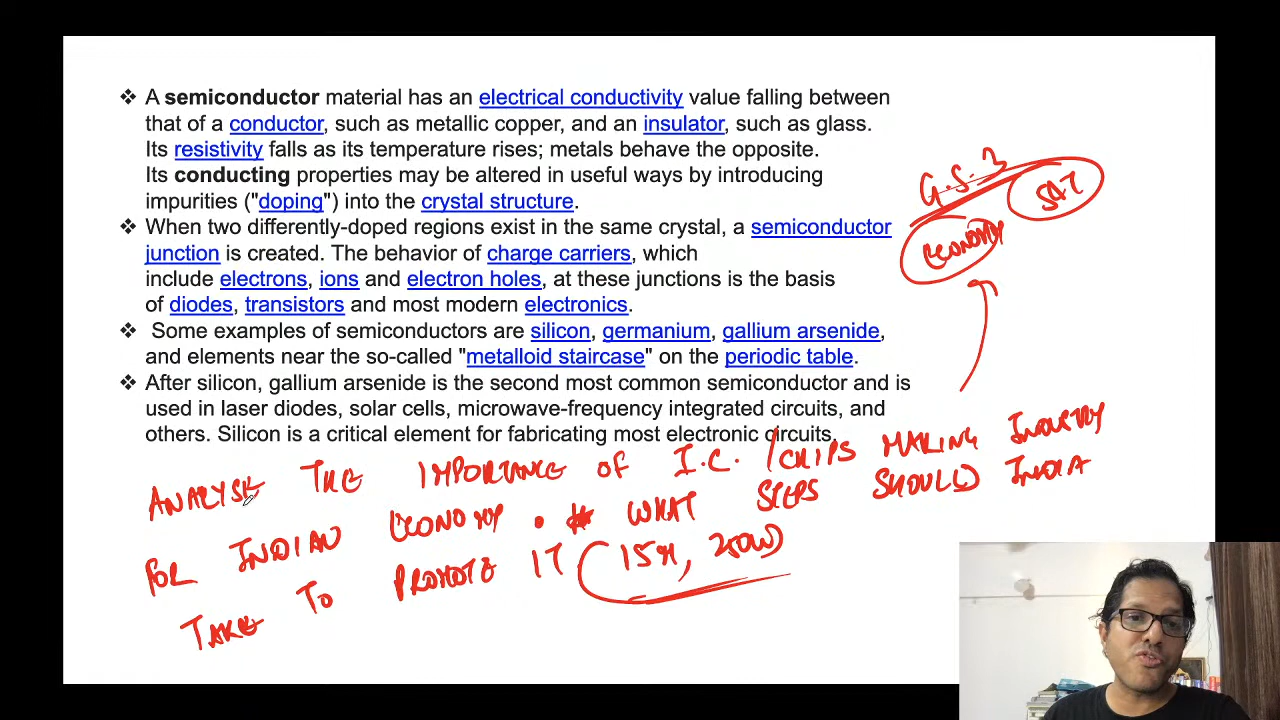 ❖ A semiconductor material has an electrical conductivity value falling between
that of a conductor, such as metallic copper, and an insulator, such as glass.
Its resistivity falls as its temperature rises; metals behave the opposite.
Its conducting properties may be altered in useful ways by introducing
impurities ("doping") into the crystal structure.
❖ When two differently-doped regions exist in the same crystal, a semiconductor
junction is created. The behavior of charge carriers, which
include electrons, ions and electron holes, at these junctions is the basis
of diodes, transistors and most modern electronics.
❖ Some examples of semiconductors are silicon, germanium, gallium arsenide,
and elements near the so-called "metalloid staircase" on the periodic table.
❖ After silicon, gallium arsenide is the second most common semiconductor and is
used in laser diodes, solar cells, microwave-frequency integrated circuits, and
others. Silicon is a critical element for fabricating most electronic circuits.
G.S.3
S&T
ECONOMY
ANALYSE THE IMPORTANCE OF I.C. / CHIPS MAKING INDUSTRY
FOR INDIAN ECONOMY. WHAT STEPS SHOULD INDIA
TAKE TO PROMOTE IT (15M, 250W)